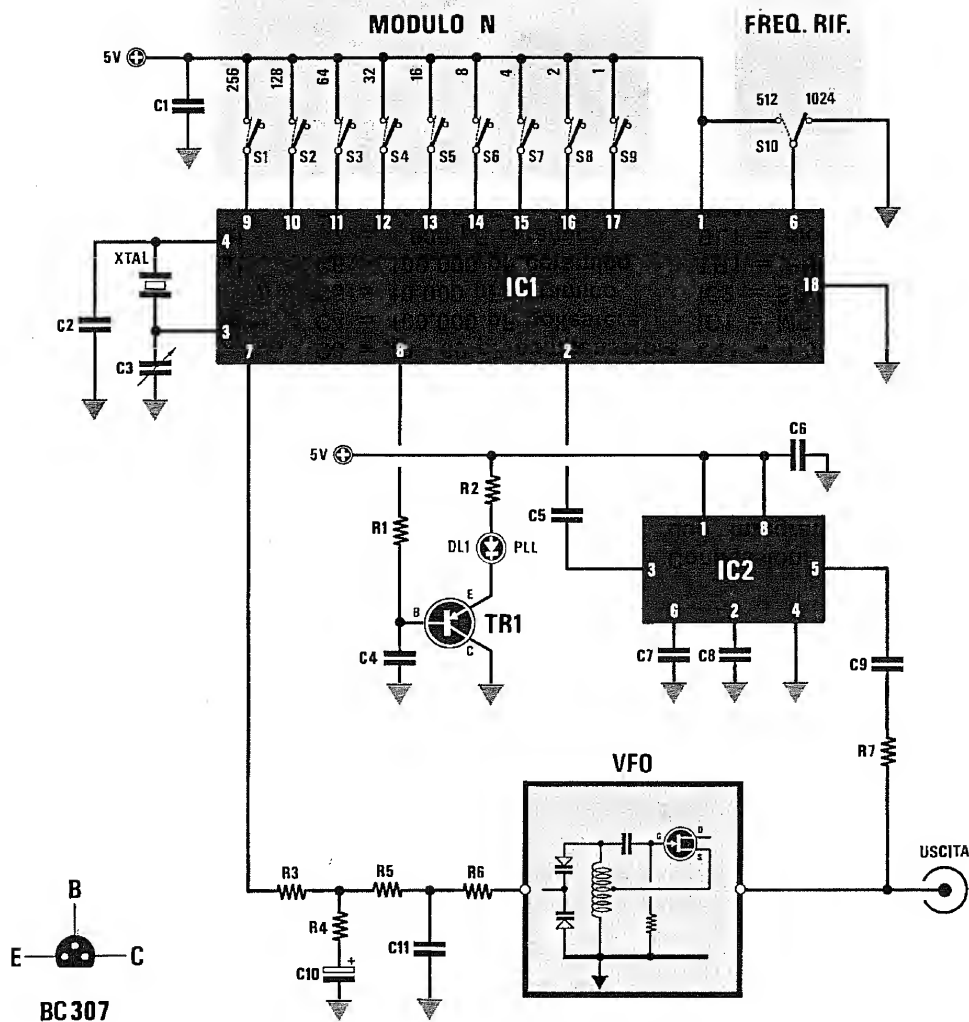 MODULO N
FREQ. RIF.
5V
256
128
64
32
16
8
4
2
1
512
1024
C1
S1
S2
S3
S4
S5
S6
S7
S8
S9
S10
9
10
11
12
13
14
15
16
17
1
6
4
XTAL
IC1
18
C2
3
C3
7
8
2
5V
C6
R2
C5
R1
1
8
DL1
PLL
3
IC2
5
B
E
TR1
C
6
2
4
C4
C7
C8
C9
R7
VFO
G
D
S
USCITA
R3
R5
R6
R4
C11
+
C10
B
E
C
BC307